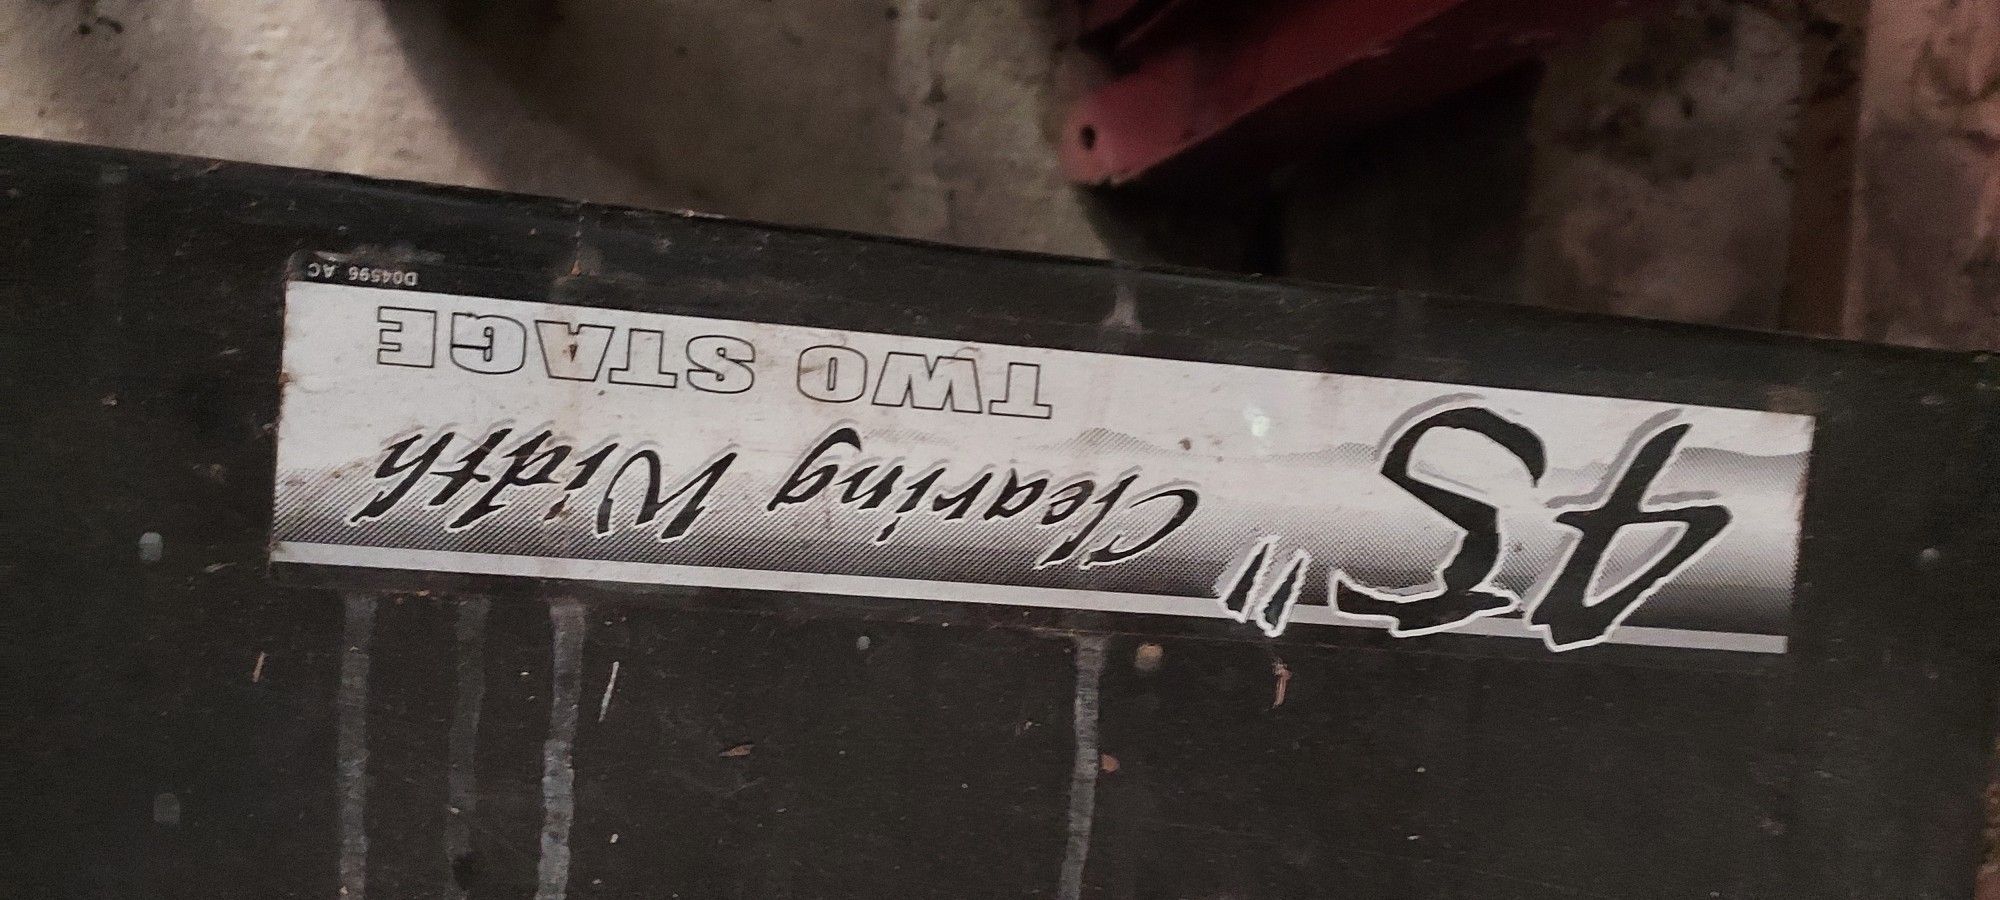 45" Clearing Width
TWO STAGE
D04596 AC